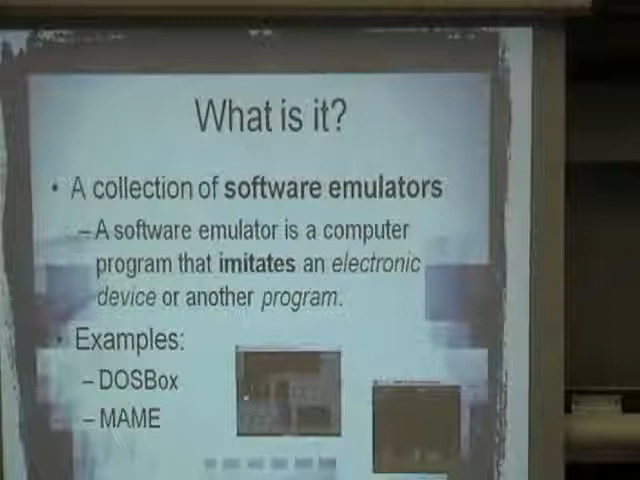 What is it?
• A collection of software emulators
– A software emulator is a computer
program that imitates an electronic
device or another program.
• Examples:
– DOSBox
– MAME